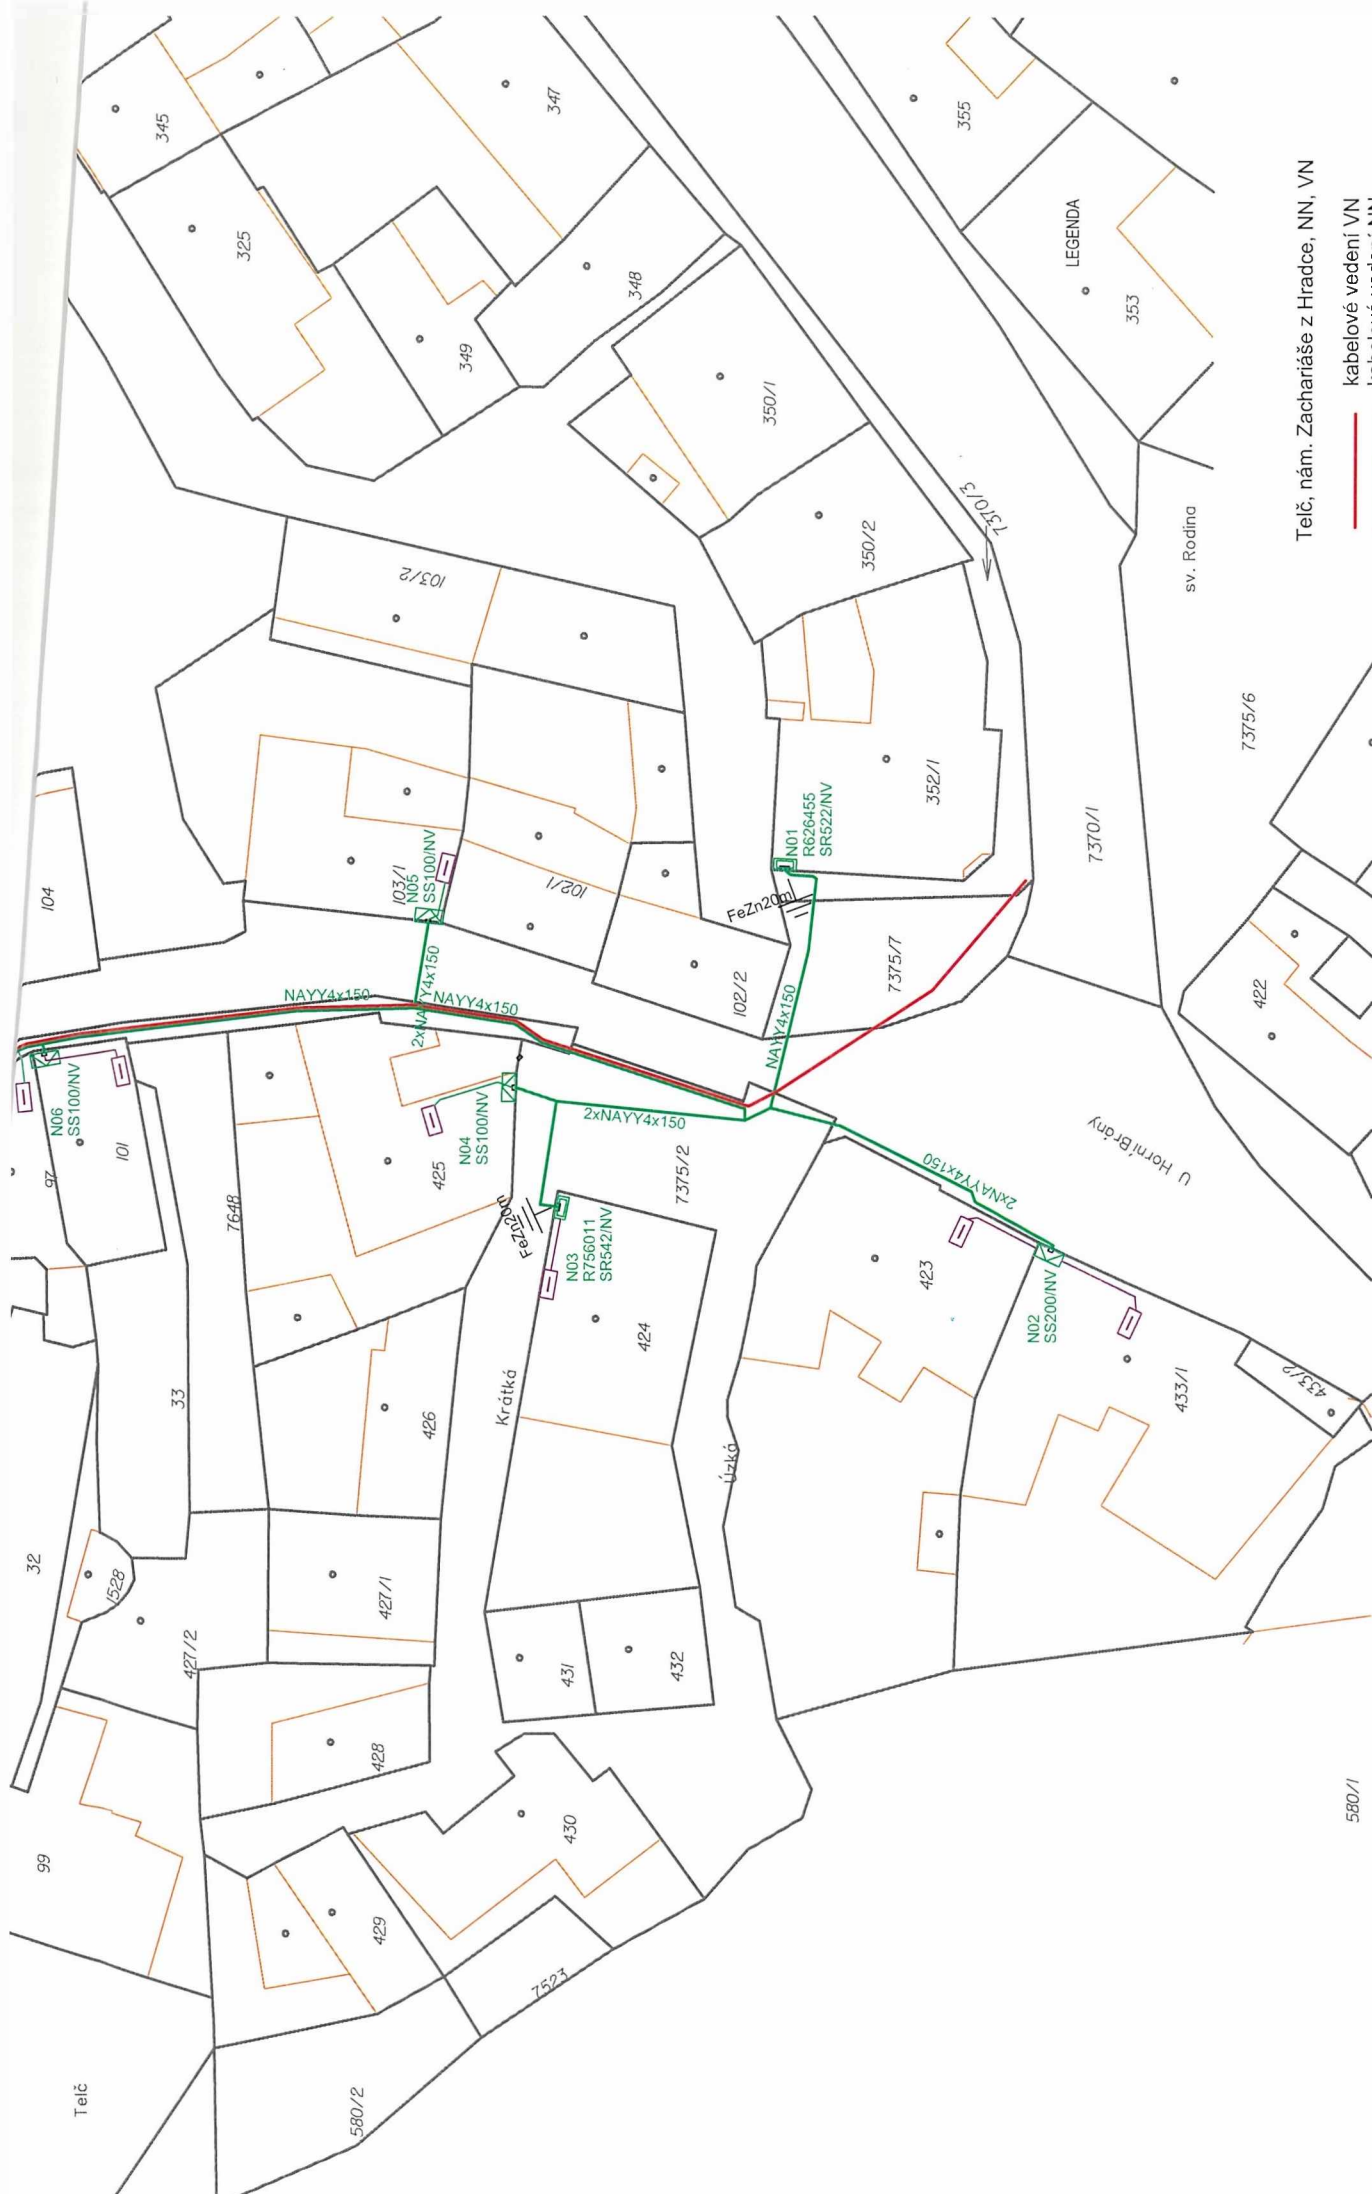 345
347
355
325
348
LEGENDA
353
349
350/1
Telč, nám. Zachariáše z Hradce, NN, VN
kabelové vedení VN
350/2
7370/3
sv. Rodina
103/2
7375/6
352/1
7370/1
N01
R626455
SR522/NV
104
103/1
N05
SS100/NV
102/1
FeZn20m
102/2
7375/7
422
NAYY4x150
NAYY4x150
2xNAYY4x150
NAYY4x150
N06
SS100/NV
97
101
7648
N04
SS100/NV
425
2xNAYY4x150
7375/2
2xNAYY4x150
U Horní Brány
FeZn20m
N03
R756011
SR542/NV
424
423
N02
SS200/NV
433/1
433/2
33
426
Krátká
Úzká
32
1528
427/1
427/2
431
432
428
430
99
429
7523
580/1
580/2
Telč